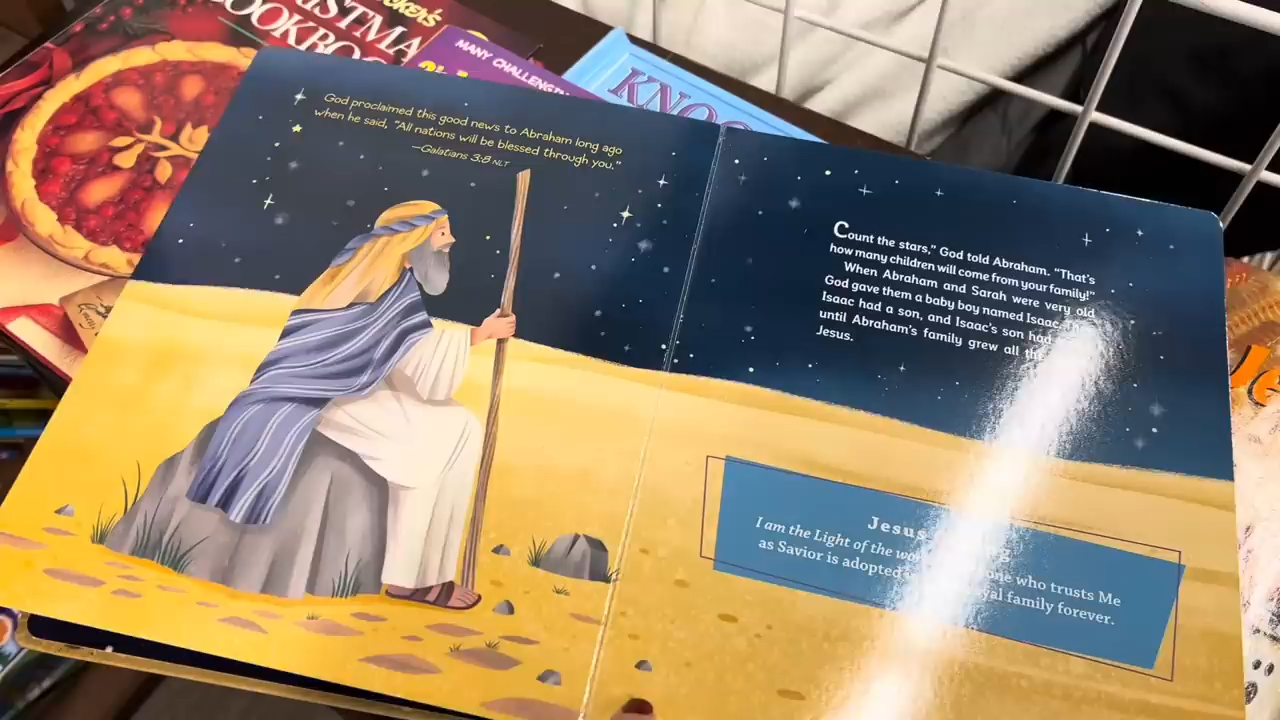 CHRISTMAS
COOKBOOK
MANY CHALLENGING
KNOC
God proclaimed this good news to Abraham long ago
when he said, "All nations will be blessed through you."
—Galatians 3:8 NLT
Count the stars," God told Abraham. "That's
how many children will come from your family!"
When Abraham and Sarah were very old
God gave them a baby boy named Isaac.
Isaac had a son, and Isaac's son had
until Abraham's family grew all the
Jesus.
Jesus
I am the Light of the
one who trusts Me
as Savior is adopted
family forever.